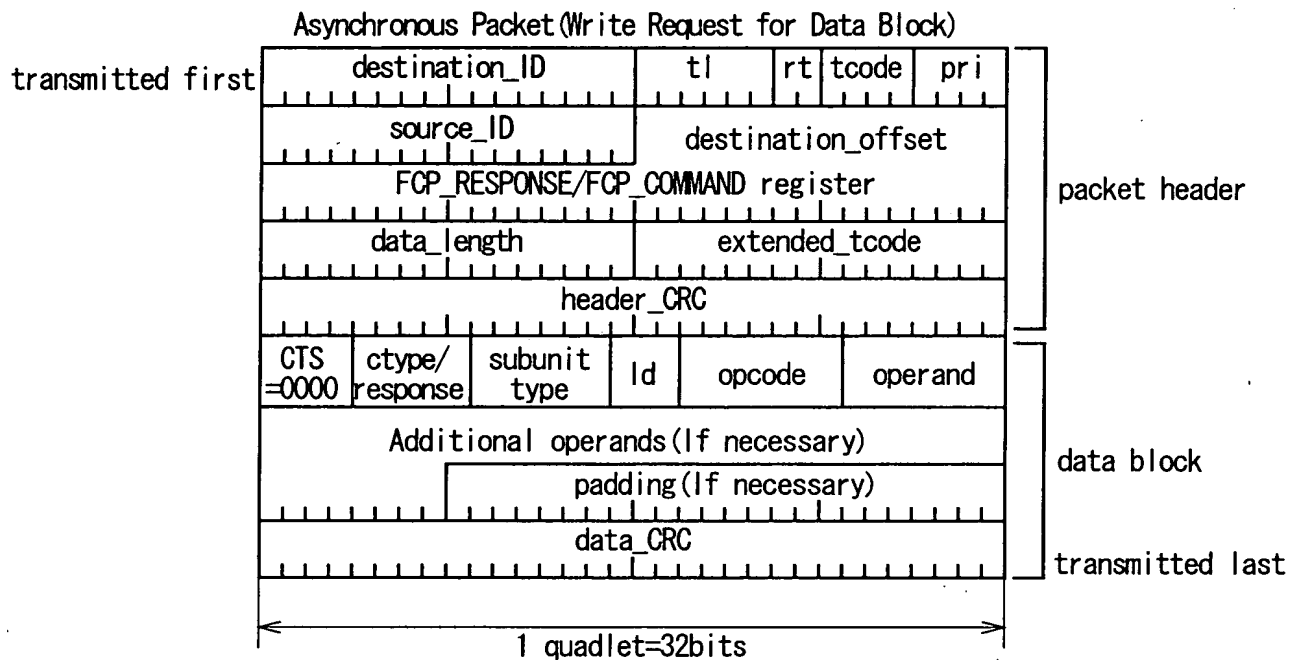 Asynchronous Packet(Write Request for Data Block)
transmitted first
destination_ID tl rt tcode pri
source_ID destination_offset
FCP_RESPONSE/FCP_COMMAND register
packet header
data_length extended_tcode
header_CRC
CTS =0000 ctype/ response subunit type Id opcode operand
Additional operands(If necessary)
data block
padding(If necessary)
data_CRC
transmitted last
1 quadlet=32bits